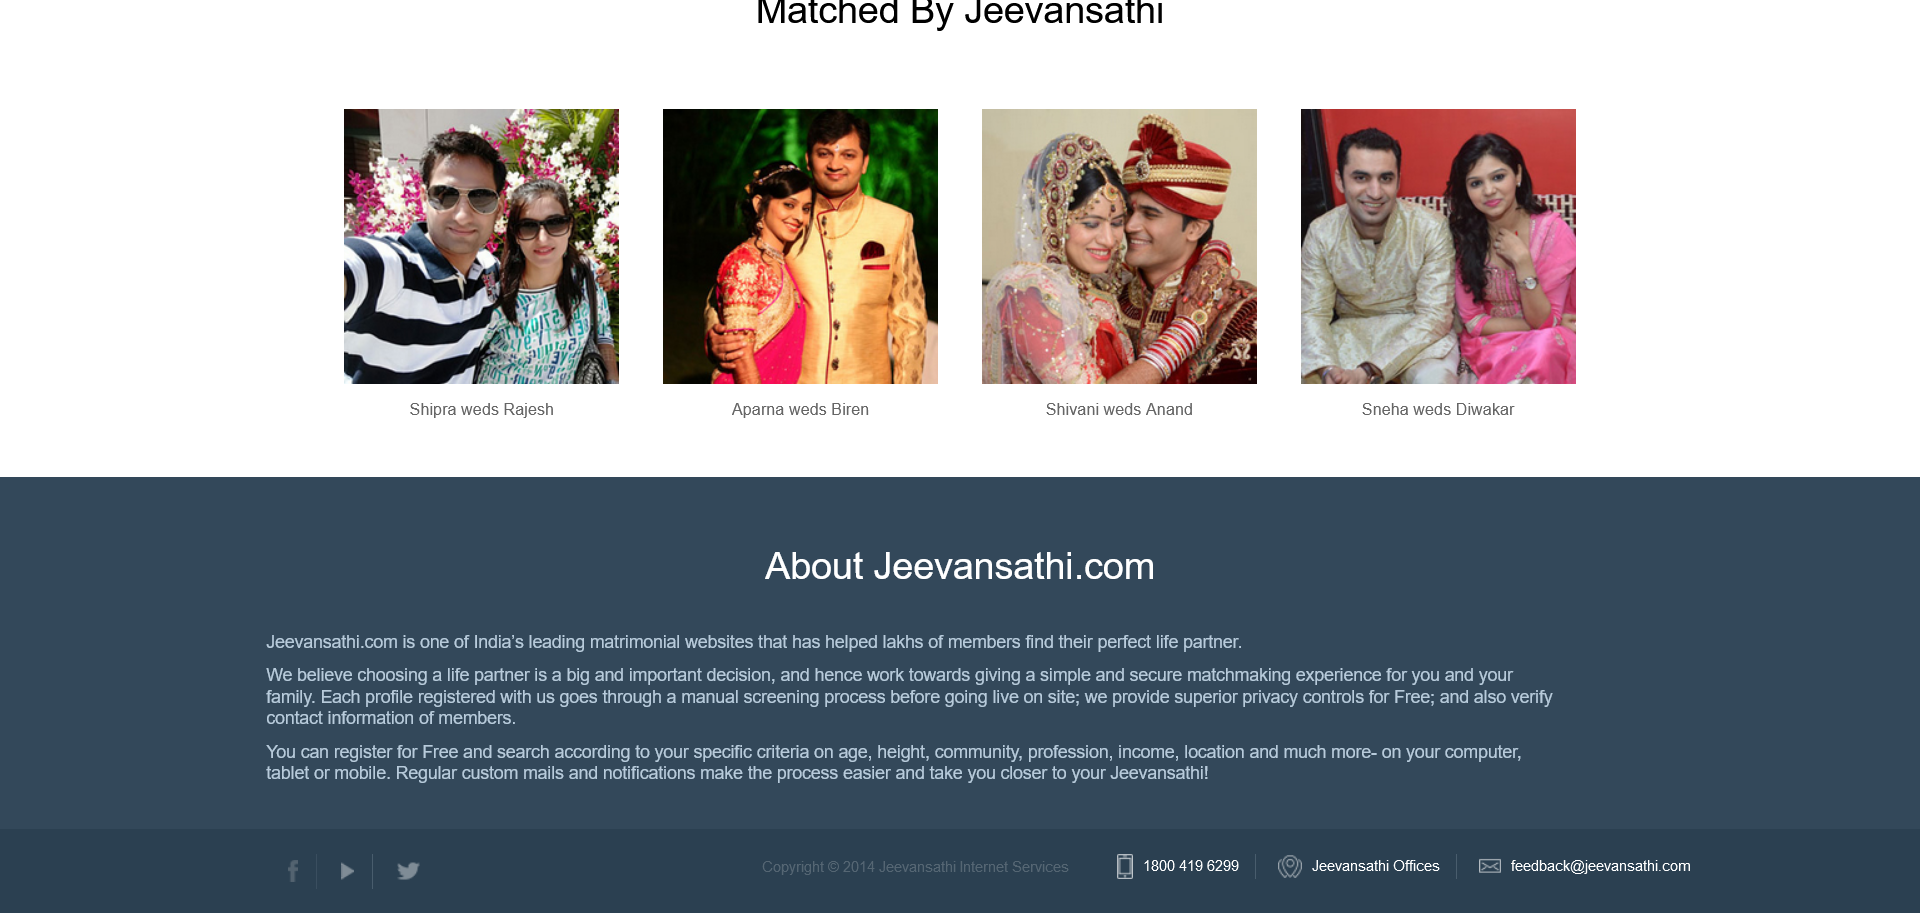 Matched By Jeevansathi
Shipra weds Rajesh
Aparna weds Biren
Shivani weds Anand
Sneha weds Diwakar
About Jeevansathi.com
Jeevansathi.com is one of India’s leading matrimonial websites that has helped lakhs of members find their perfect life partner.
We believe choosing a life partner is a big and important decision, and hence work towards giving a simple and secure matchmaking experience for you and your
family. Each profile registered with us goes through a manual screening process before going live on site; we provide superior privacy controls for Free; and also verify
contact information of members.
You can register for Free and search according to your specific criteria on age, height, community, profession, income, location and much more- on your computer,
tablet or mobile. Regular custom mails and notifications make the process easier and take you closer to your Jeevansathi!
Copyright © 2014 Jeevansathi Internet Services
1800 419 6299
Jeevansathi Offices
feedback@jeevansathi.com